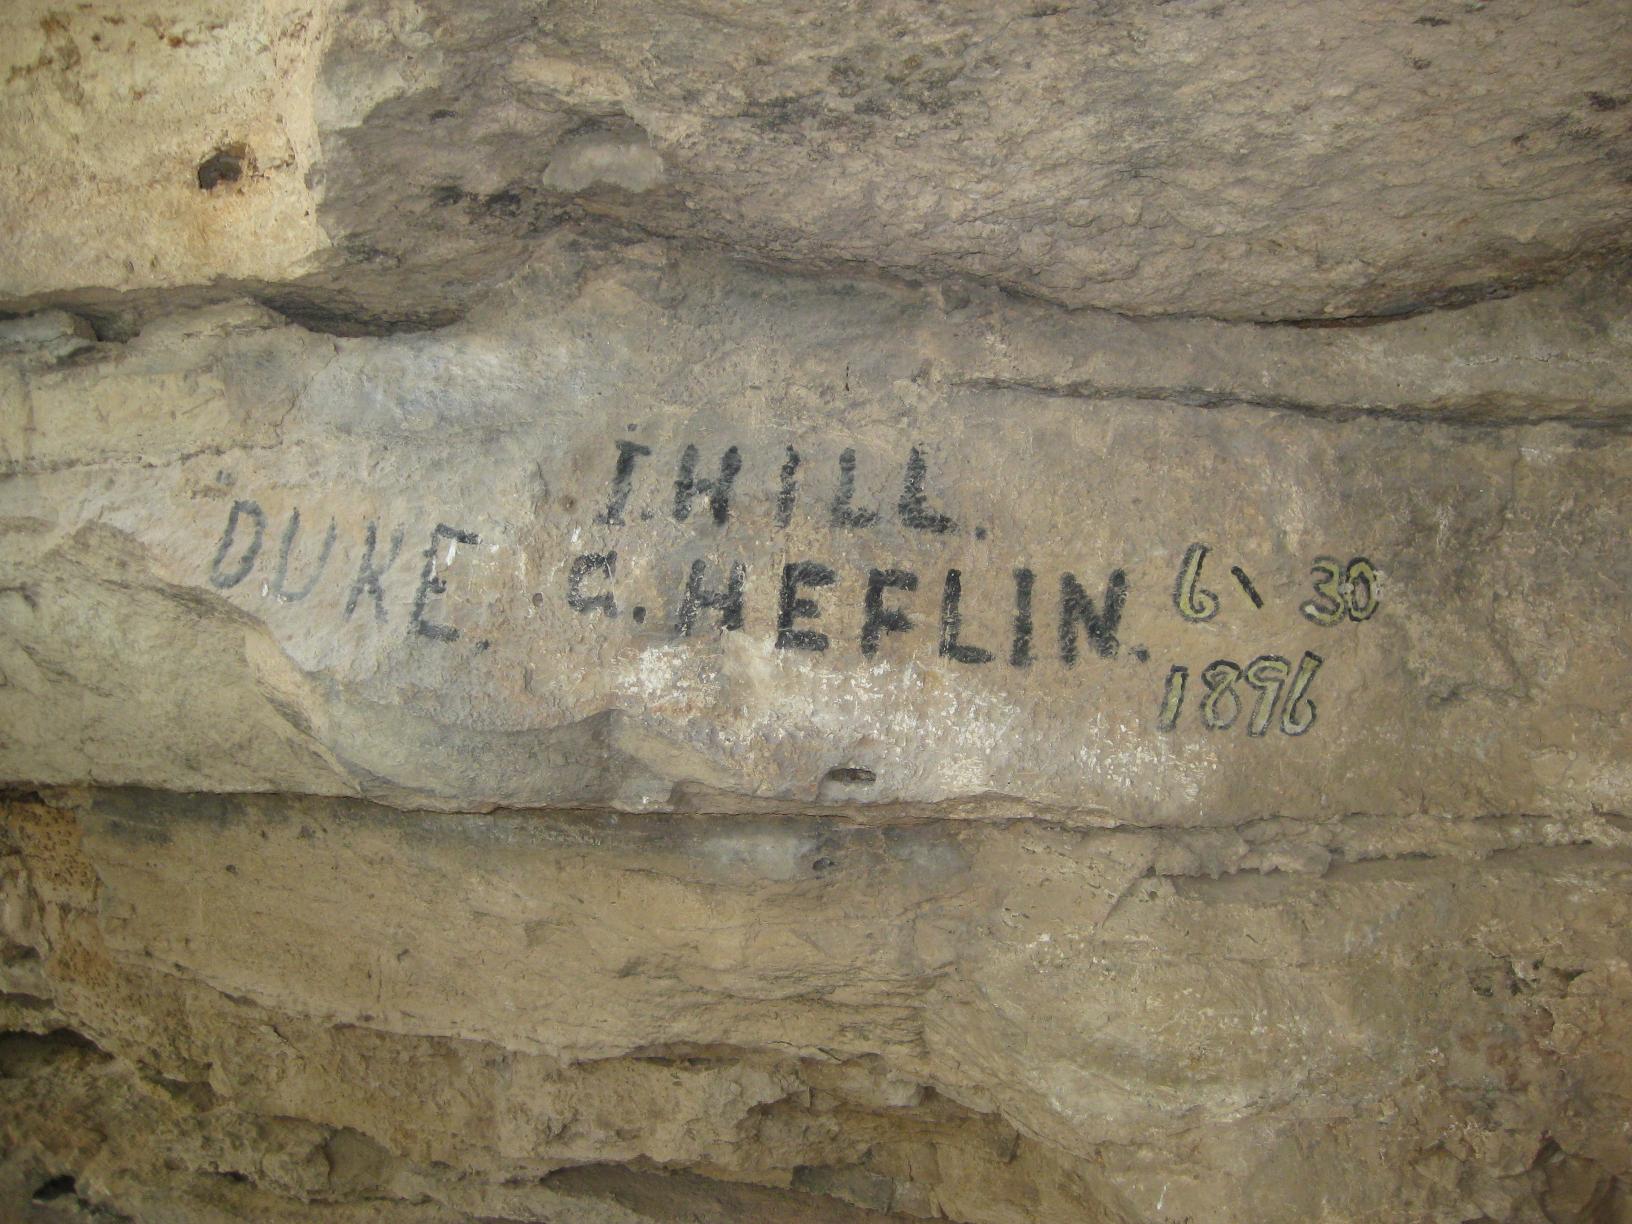 I. HILL.
DUKE. G. HEFLIN. 6\ 30
1896